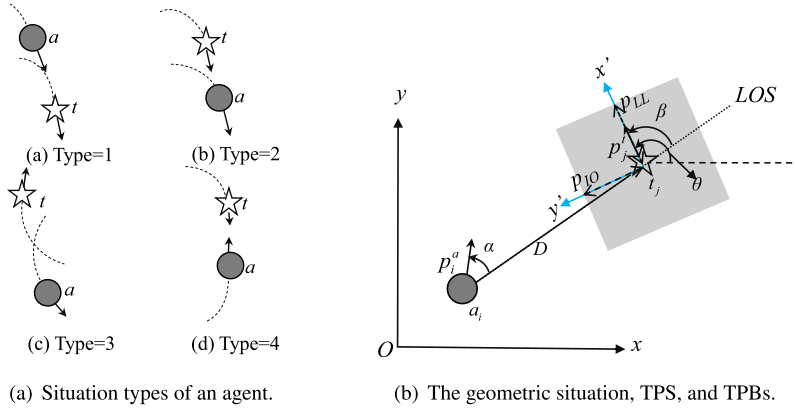 a
t
(a) Type=1
t
a
(b) Type=2
t
a
(c) Type=3
t
a
(d) Type=4
y
x'
p_LL
β
LOS
p_j^t
t_j
θ
p_IO
y'
D
p_i^a
α
a_i
O
x
(a) Situation types of an agent.
(b) The geometric situation, TPS, and TPBs.